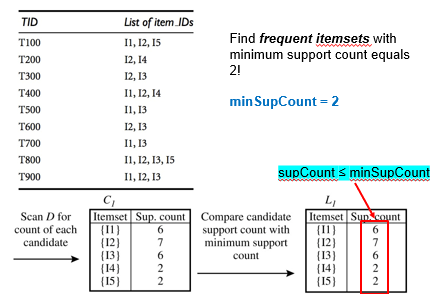 TID List of item_IDs
T100 I1, I2, I5
T200 I2, I4
T300 I2, I3
T400 I1, I2, I4
T500 I1, I3
T600 I2, I3
T700 I1, I3
T800 I1, I2, I3, I5
T900 I1, I2, I3
Find frequent itemsets with
minimum support count equals
2!
minSupCount = 2
supCount ≤ minSupCount
Scan D for
count of each
candidate
C1
Itemset Sup. count
{I1} 6
{I2} 7
{I3} 6
{I4} 2
{I5} 2
Compare candidate
support count with
minimum support
count
L1
Itemset Sup. count
{I1} 6
{I2} 7
{I3} 6
{I4} 2
{I5} 2